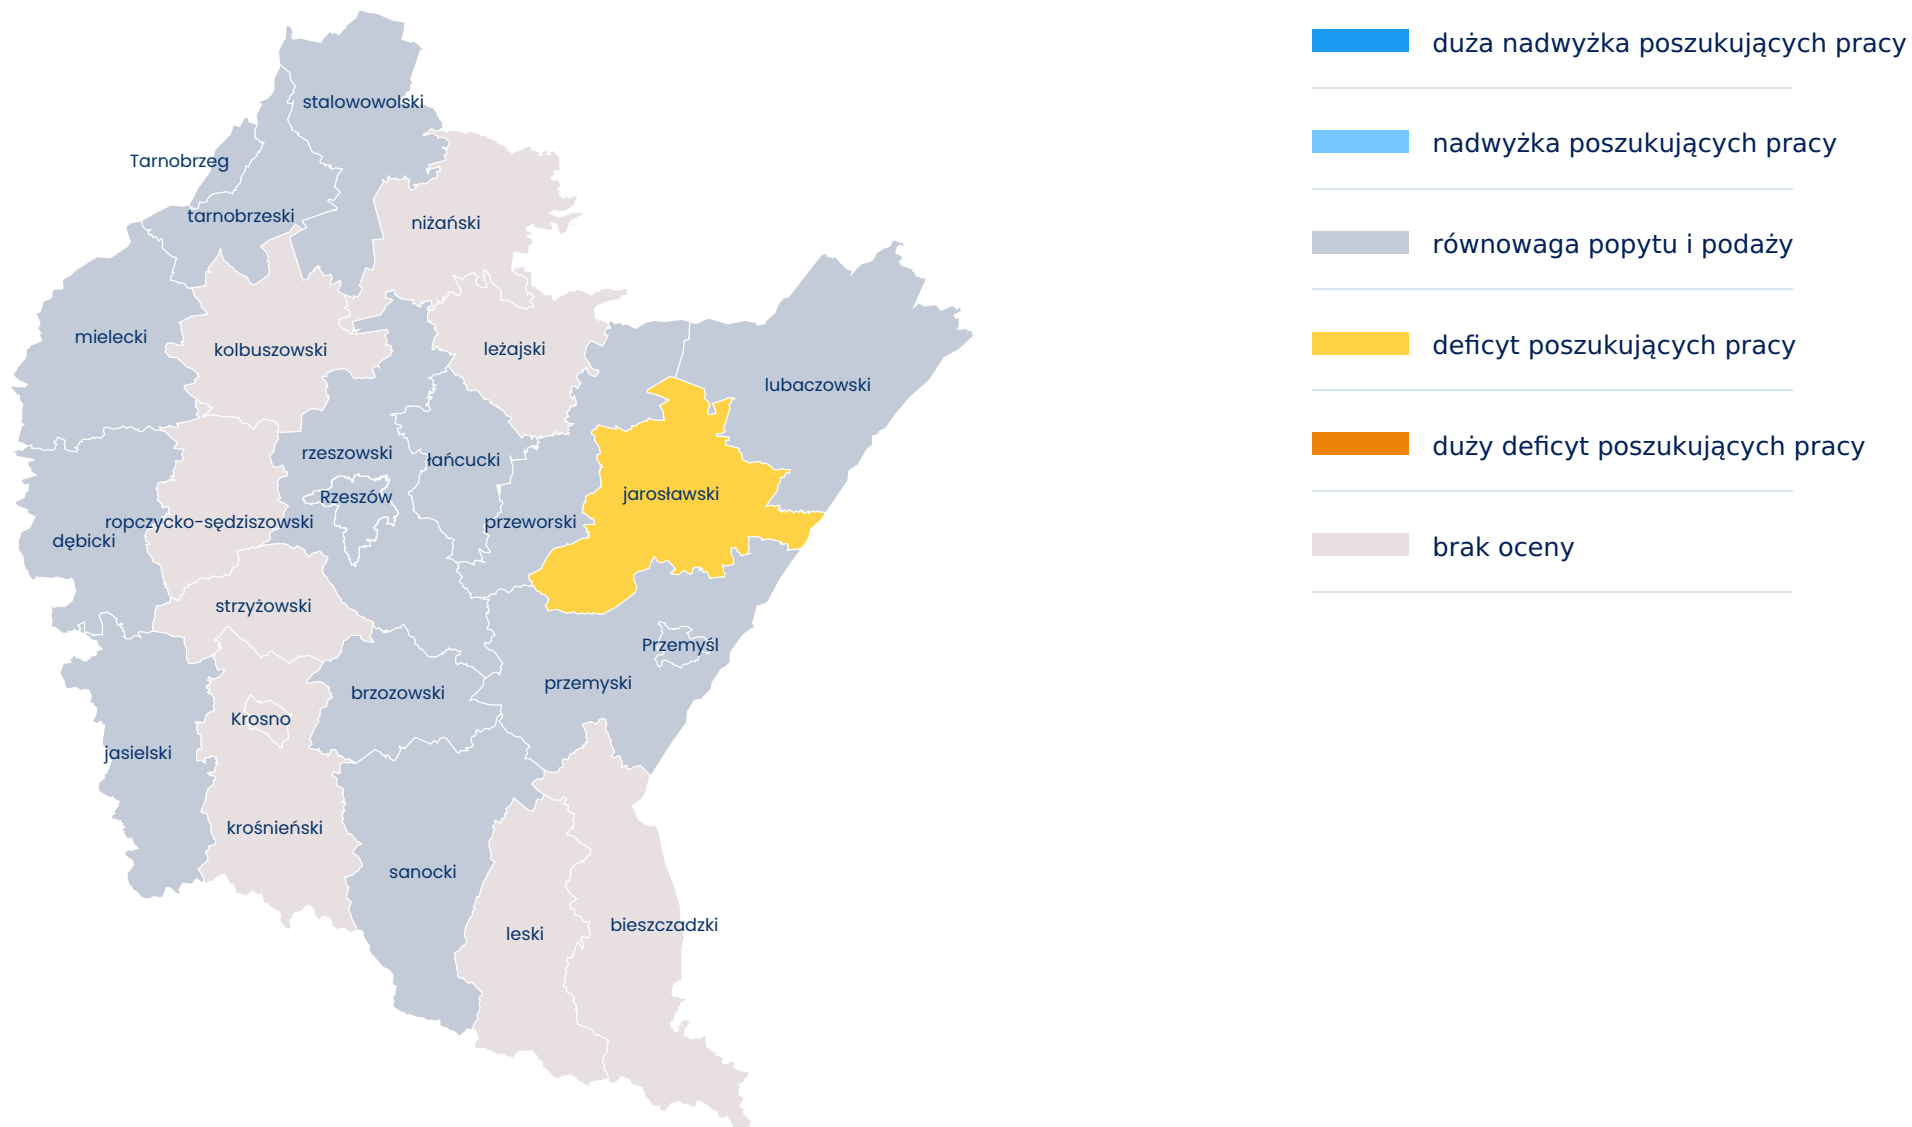 stalowowolski
Tarnobrzeg
tarnobrzeski
niżański
mielecki
kolbuszowski
leżajski
lubaczowski
rzeszowski
łańcucki
Rzeszów
jarosławski
ropczycko-sędziszowski
przeworski
dębicki
strzyżowski
Przemyśl
przemyski
brzozowski
Krosno
jasielski
krośnieński
sanocki
leski
bieszczadzki
duża nadwyżka poszukujących pracy
nadwyżka poszukujących pracy
równowaga popytu i podaży
deficyt poszukujących pracy
duży deficyt poszukujących pracy
brak oceny